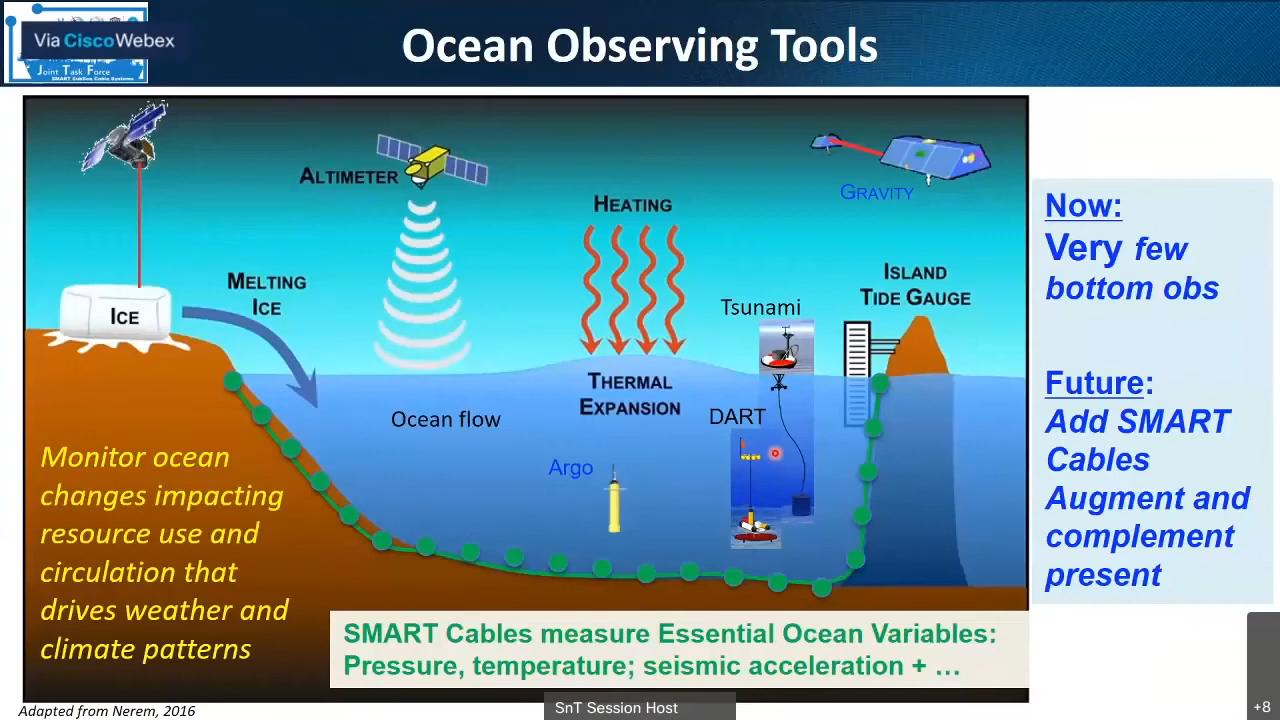 Via CiscoWebex
Joint Task Force
SMART Subsea Cable Systems
Ocean Observing Tools
ALTIMETER
HEATING
GRAVITY
MELTING
ICE
ICE
ISLAND
TIDE GAUGE
Tsunami
THERMAL
EXPANSION
Ocean flow
DART
Argo
Monitor ocean
changes impacting
resource use and
circulation that
drives weather and
climate patterns
SMART Cables measure Essential Ocean Variables:
Pressure, temperature; seismic acceleration + …
Now:
Very few
bottom obs
Future:
Add SMART
Cables
Augment and
complement
present
Adapted from Nerem, 2016
SnT Session Host
+8